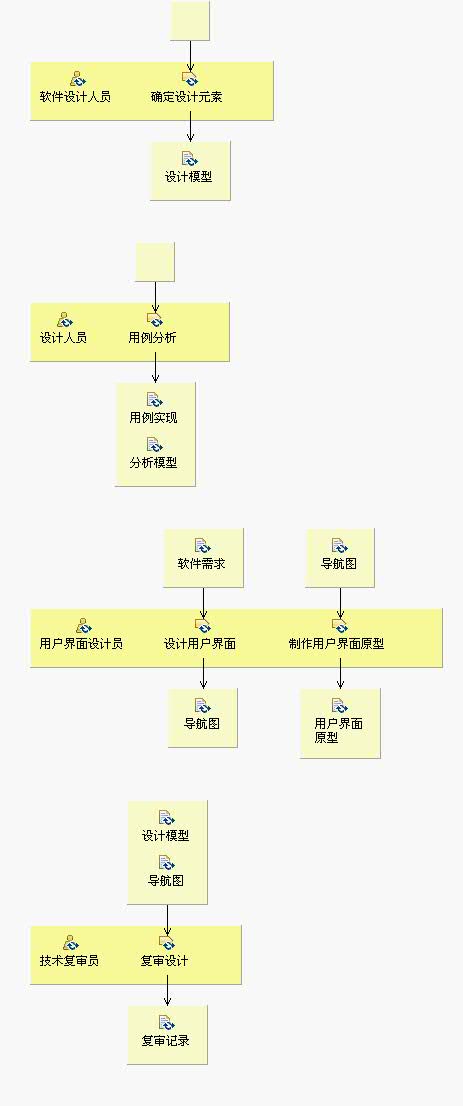 软件设计人员
确定设计元素
设计模型
设计人员
用例分析
用例实现
分析模型
软件需求
导航图
用户界面设计员
设计用户界面
制作用户界面原型
导航图
用户界面
原型
设计模型
导航图
技术复审员
复审设计
复审记录